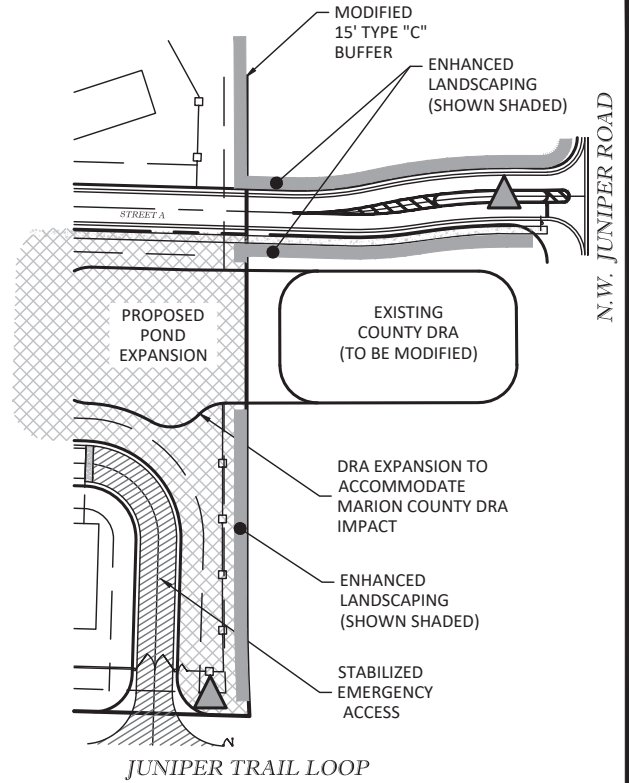 MODIFIED
15' TYPE "C"
BUFFER
ENHANCED
LANDSCAPING
(SHOWN SHADED)
N.W. JUNIPER ROAD
STREET A
PROPOSED
POND
EXPANSION
EXISTING
COUNTY DRA
(TO BE MODIFIED)
DRA EXPANSION TO
ACCOMMODATE
MARION COUNTY DRA
IMPACT
ENHANCED
LANDSCAPING
(SHOWN SHADED)
STABILIZED
EMERGENCY
ACCESS
JUNIPER TRAIL LOOP